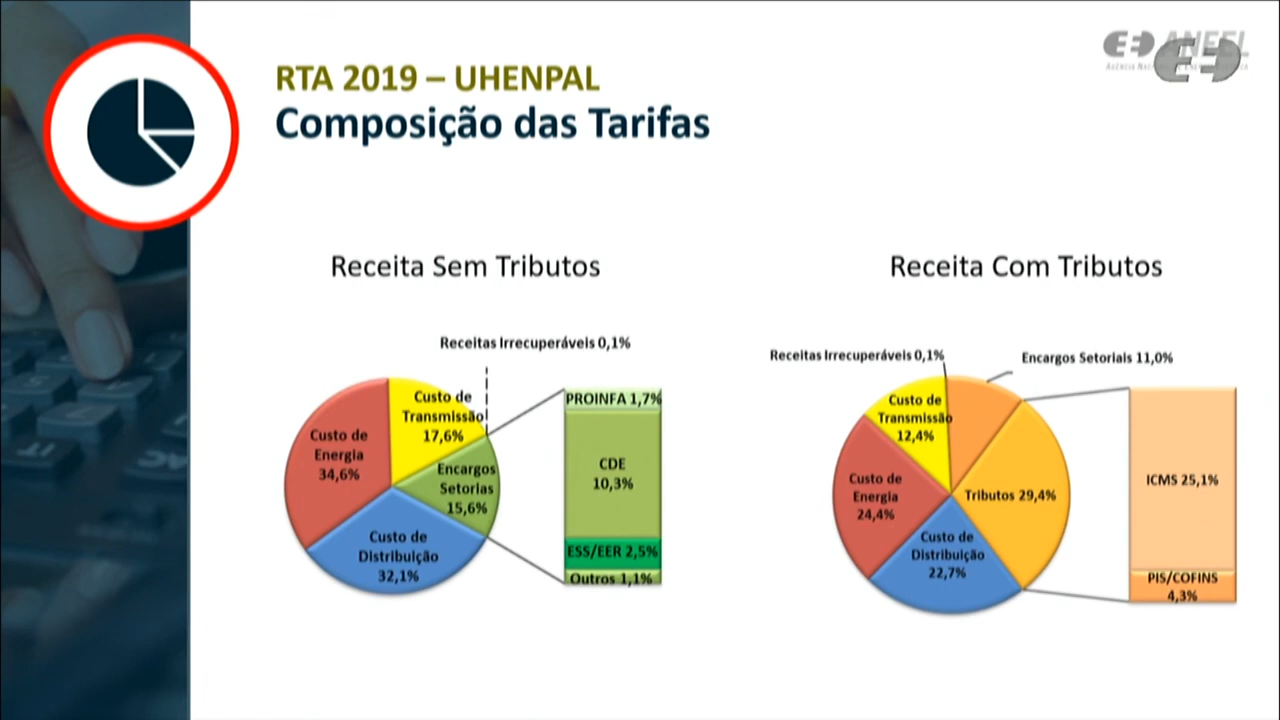 RTA 2019 – UHENPAL
Composição das Tarifas
ANEEL
Receita Sem Tributos
Receitas Irrecuperáveis 0,1%
Custo de
Transmissão
17,6%
Custo de
Energia
34,6%
Encargos
Setorias
15,6%
Custo de
Distribuição
32,1%
PROINFA 1,7%
CDE
10,3%
ESS/EER 2,5%
Outros 1,1%
Receita Com Tributos
Receitas Irrecuperáveis 0,1%
Encargos Setoriais 11,0%
Custo de
Transmissão
12,4%
Custo de
Energia
24,4%
Tributos 29,4%
Custo de
Distribuição
22,7%
ICMS 25,1%
PIS/COFINS
4,3%